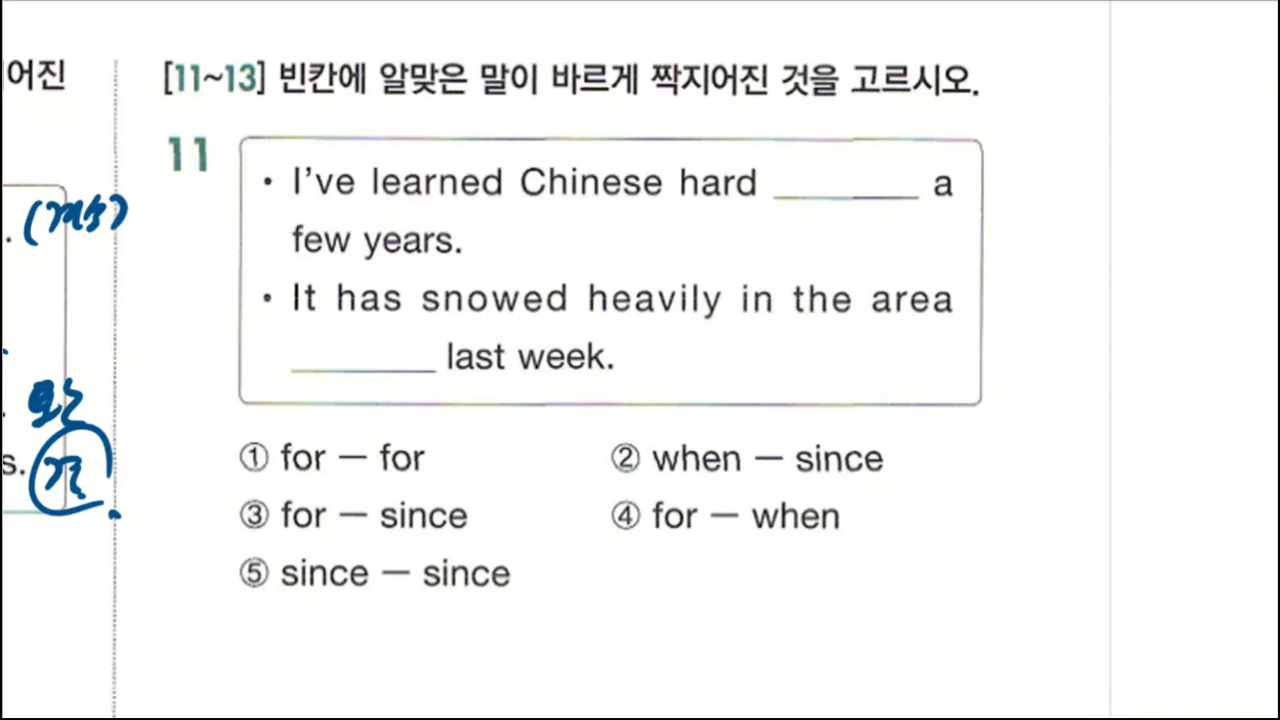 어진
[11~13] 빈칸에 알맞은 말이 바르게 짝지어진 것을 고르시오.
11
• I've learned Chinese hard ________ a
few years.
• It has snowed heavily in the area
________ last week.
① for — for
② when — since
③ for — since
④ for — when
⑤ since — since
s.